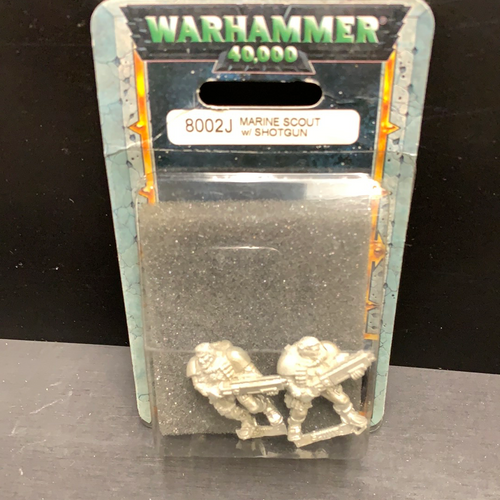 WARHAMMER
40,000
8002J MARINE SCOUT
w/ SHOTGUN